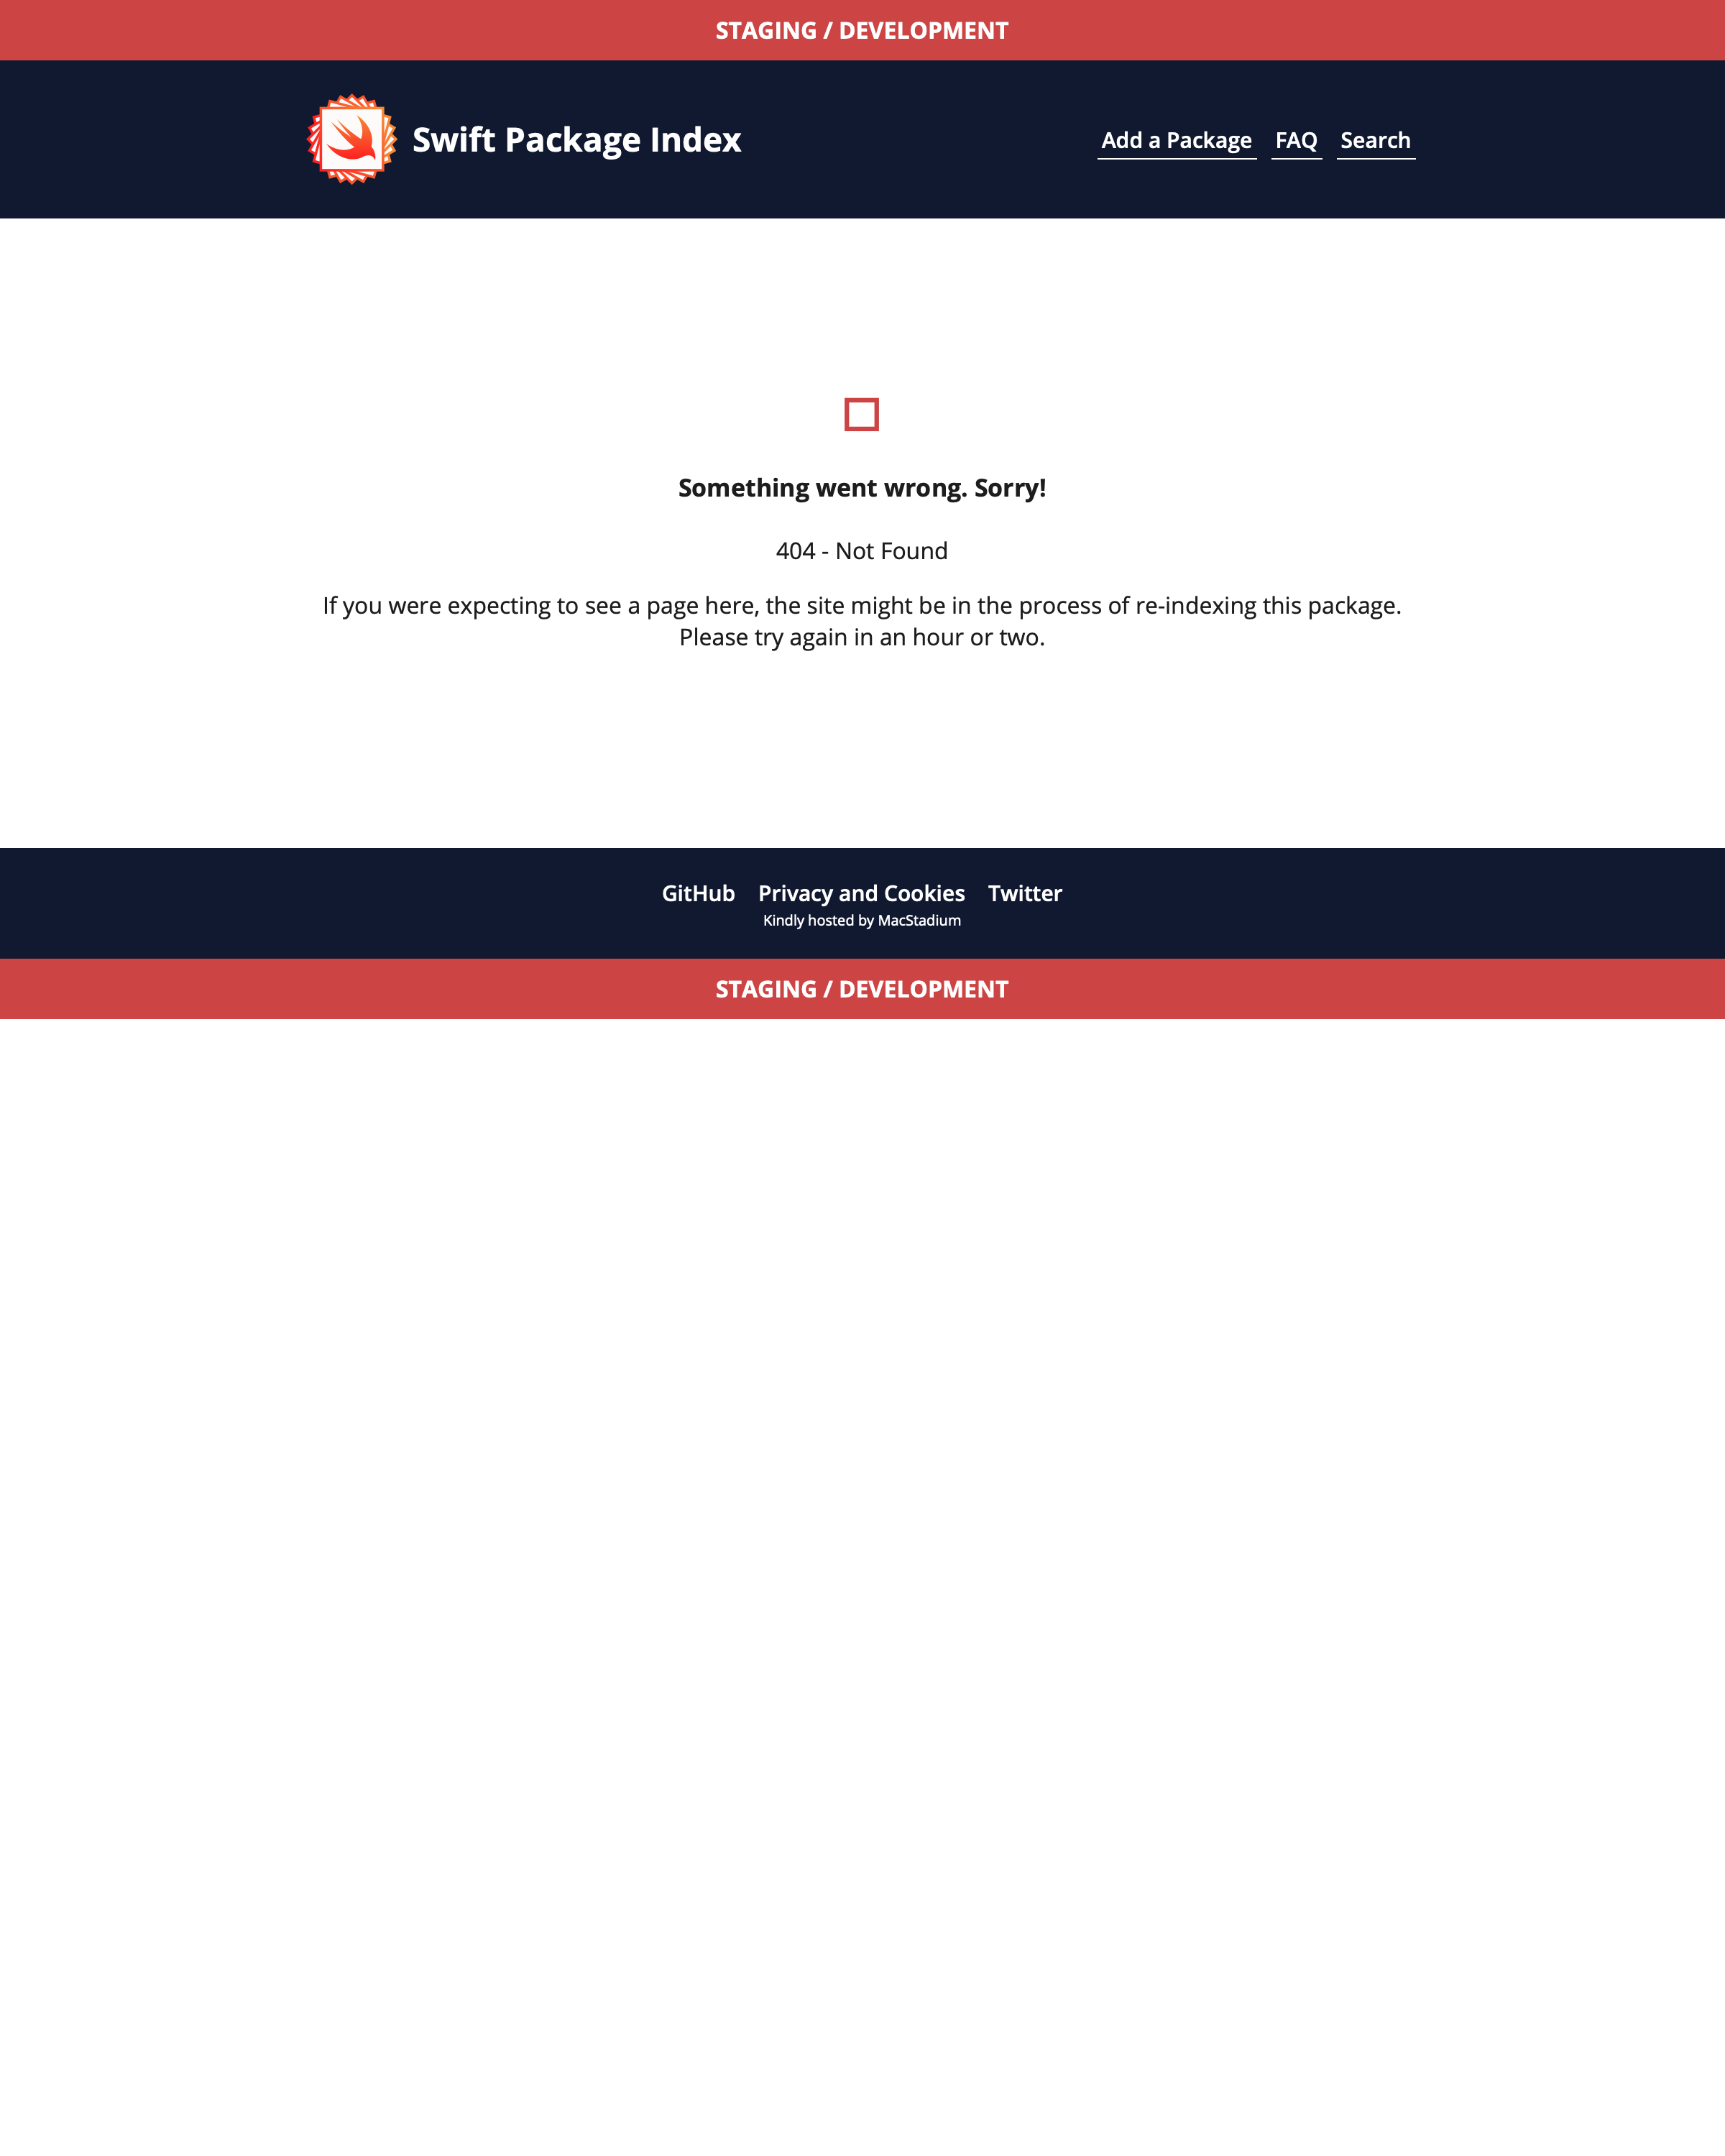 STAGING / DEVELOPMENT
Swift Package Index
Add a Package FAQ Search
Something went wrong. Sorry!
404 - Not Found
If you were expecting to see a page here, the site might be in the process of re-indexing this package.
Please try again in an hour or two.
GitHub Privacy and Cookies Twitter
Kindly hosted by MacStadium
STAGING / DEVELOPMENT